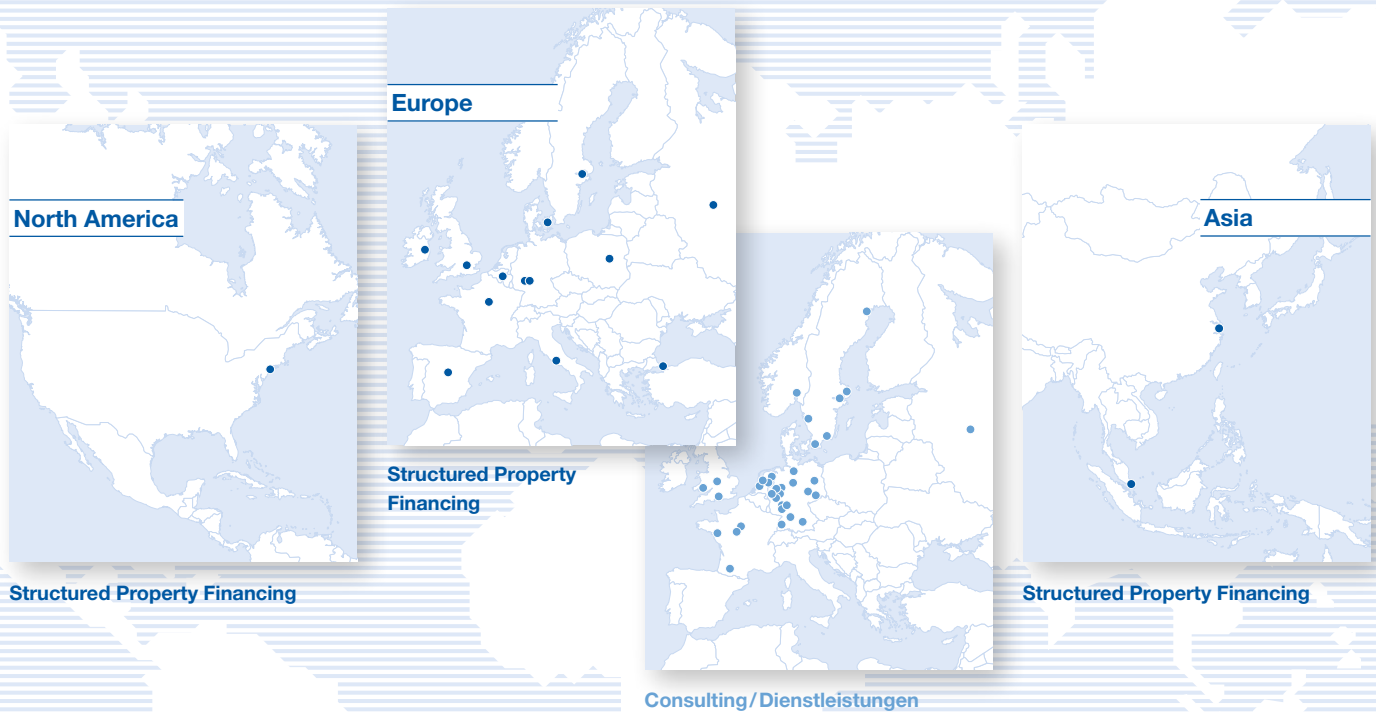 Europe
North America
Asia
Structured Property
Financing
Structured Property Financing
Structured Property Financing
Consulting/Dienstleistungen